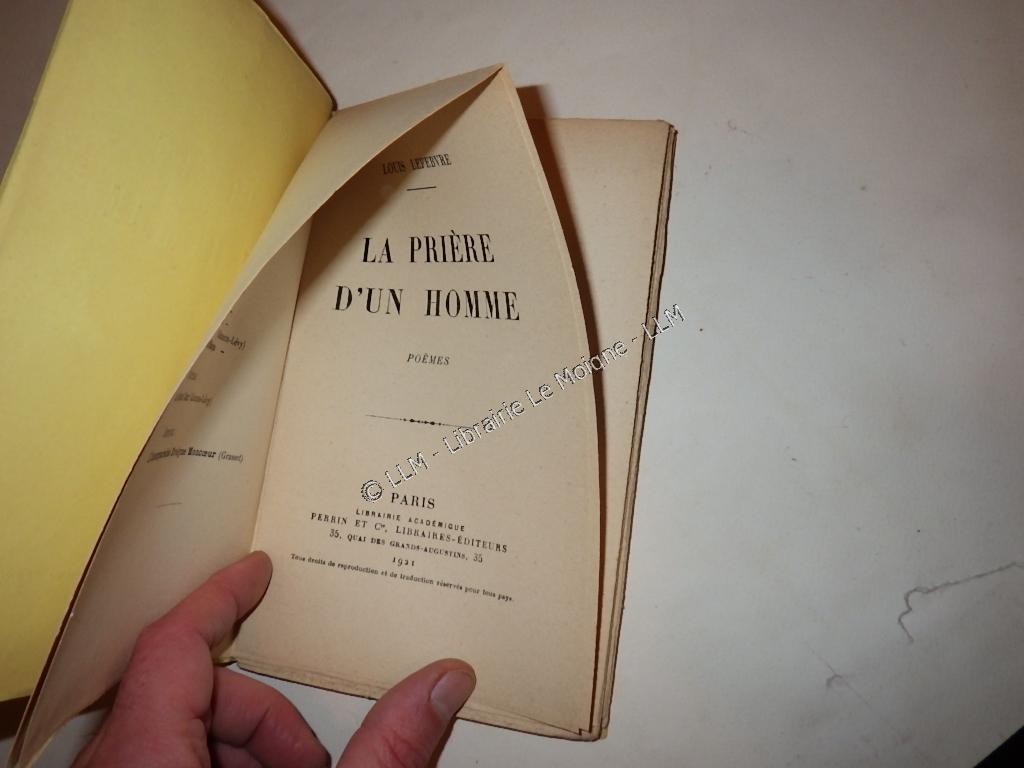 LOUIS LEFEBVRE
LA PRIÈRE
D'UN HOMME
POÈMES
PARIS
LIBRAIRIE ACADÉMIQUE
PERRIN ET Cie, LIBRAIRES-ÉDITEURS
35, QUAI DES GRANDS-AUGUSTINS, 35
1921
Tous droits de reproduction et de traduction réservés pour tous pays.
(Grasset)
© LLM - Librairie Le Moigne - LLM